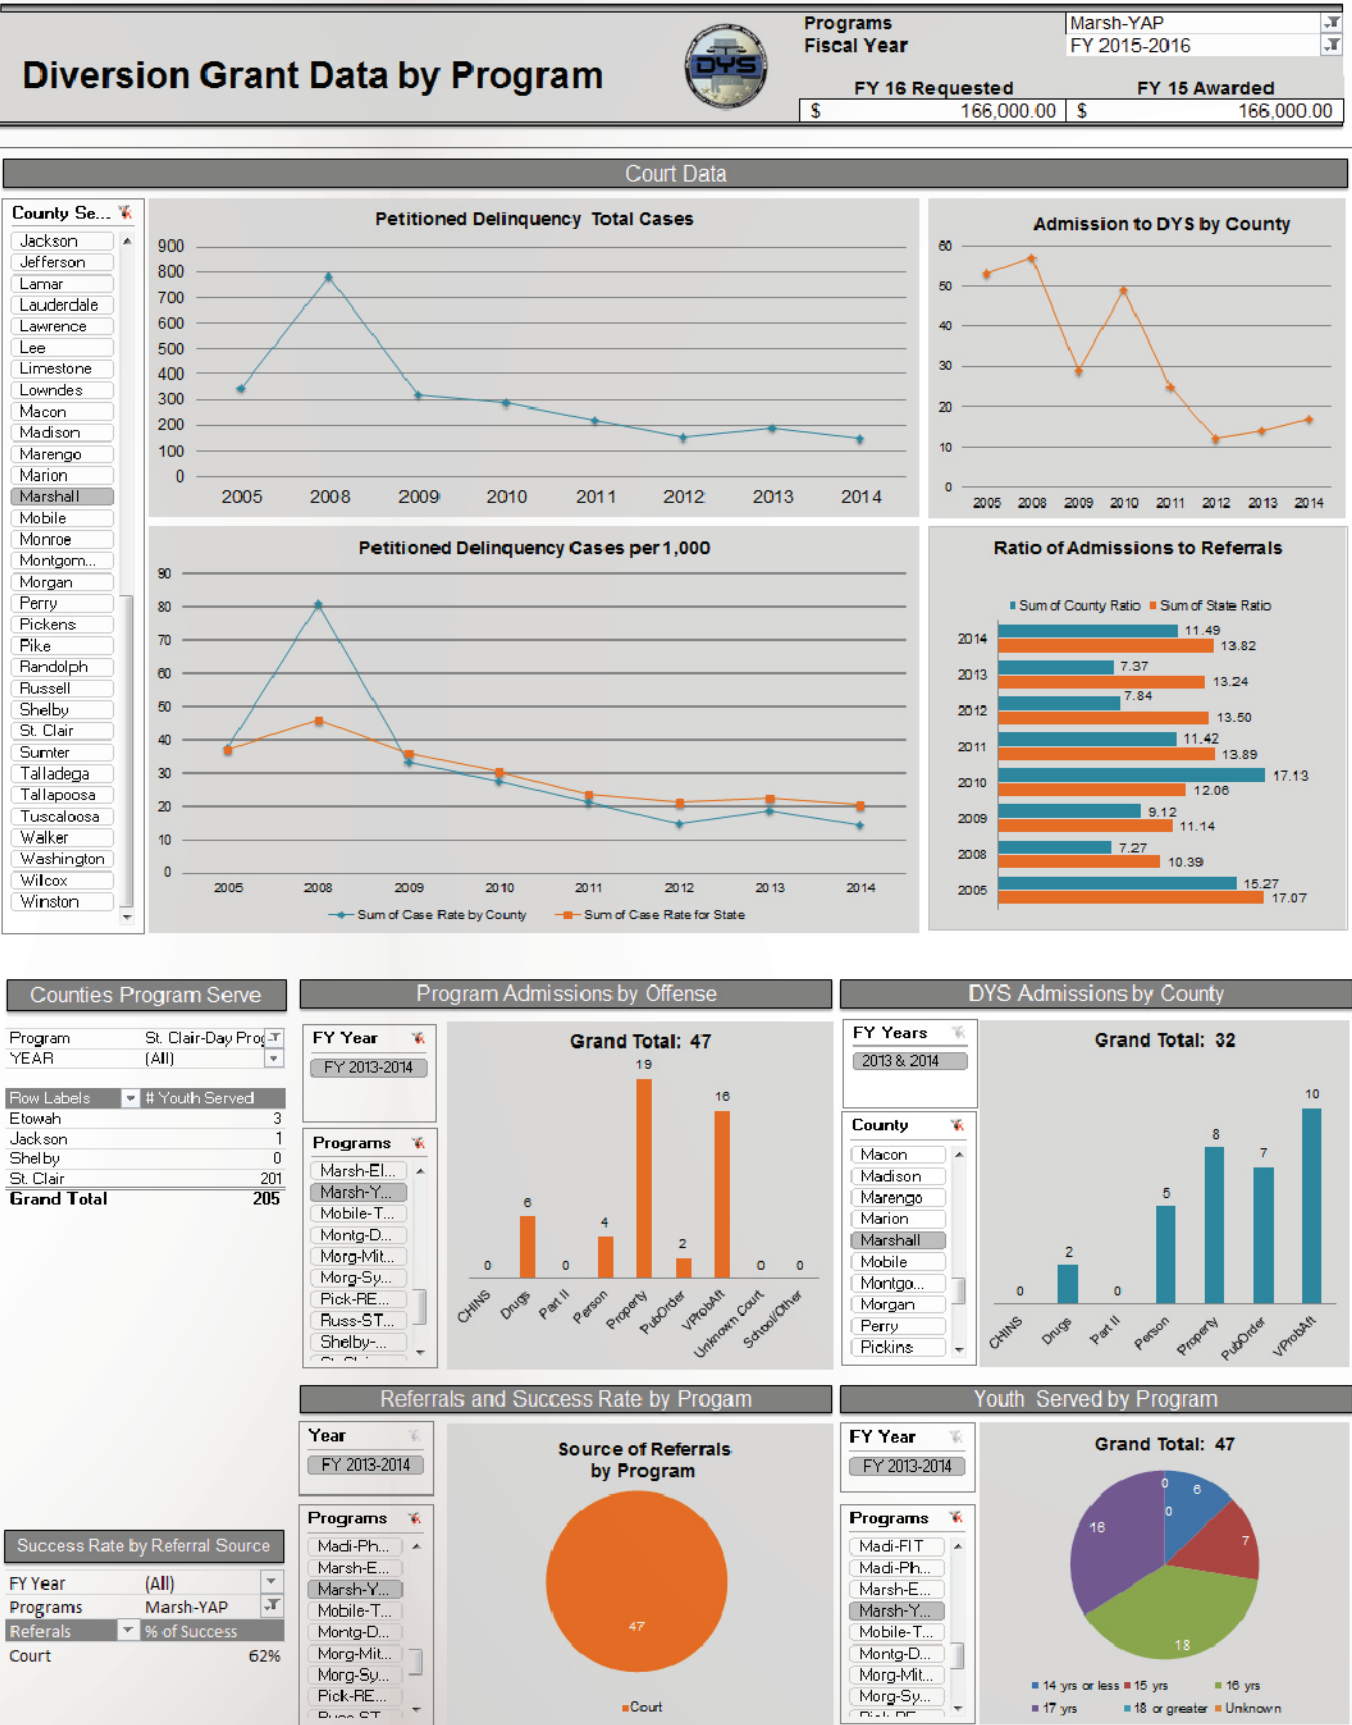 Diversion Grant Data by Program
DYS
Programs Marsh-YAP
Fiscal Year FY 2015-2016
FY 16 Requested FY 15 Awarded
$ 166,000.00 $ 166,000.00
Court Data
County Se...
Jackson
Jefferson
Lamar
Lauderdale
Lawrence
Lee
Limestone
Lowndes
Macon
Madison
Marengo
Marion
Marshall
Mobile
Monroe
Montgom...
Morgan
Perry
Pickens
Pike
Randolph
Russell
Shelby
St. Clair
Sumter
Talladega
Tallapoosa
Tuscaloosa
Walker
Washington
Wilcox
Winston
Petitioned Delinquency Total Cases
900
800
700
600
500
400
300
200
100
0
2005 2008 2009 2010 2011 2012 2013 2014
Admission to DYS by County
60
50
40
30
20
10
0
2005 2008 2009 2010 2011 2012 2013 2014
Petitioned Delinquency Cases per 1,000
90
80
70
60
50
40
30
20
10
0
2005 2008 2009 2010 2011 2012 2013 2014
Sum of Case Rate by County Sum of Case Rate for State
Ratio of Admissions to Referrals
Sum of County Ratio Sum of State Ratio
2014 11.49
13.82
2013 7.37
13.24
2012 7.84
13.50
2011 11.42
13.89
2010 17.13
12.06
2009 9.12
11.14
2008 7.27
10.39
2005 15.27
17.07
Counties Program Serve
Program St. Clair-Day Prog
YEAR (All)
Row Labels # Youth Served
Etowah 3
Jackson 1
Shelby 0
St. Clair 201
Grand Total 205
Program Admissions by Offense
FY Year
FY 2013-2014
Programs
Marsh-El...
Marsh-Y...
Mobile-T...
Montg-D...
Morg-Mit...
Morg-Sy...
Pick-RE...
Russ-ST...
Shelby-...
Grand Total: 47
0 6 0 4 19 2 16 0 0
CHINS Drugs Part II Person Property PubOrder VProbAft Unknown Court School/Other
DYS Admissions by County
FY Years
2013 & 2014
County
Macon
Madison
Marengo
Marion
Marshall
Mobile
Montgo...
Morgan
Perry
Pickins
Grand Total: 32
0 2 0 5 8 7 10
CHINS Drugs Part II Person Property PubOrder VProbAft
Success Rate by Referral Source
FY Year (All)
Programs Marsh-YAP
Referals % of Success
Court 62%
Referrals and Success Rate by Progam
Year
FY 2013-2014
Programs
Madi-Ph...
Marsh-E...
Marsh-Y...
Mobile-T...
Montg-D...
Morg-Mit...
Morg-Sy...
Pick-RE...
Russ-ST...
Source of Referrals
by Program
47
Court
Youth Served by Program
FY Year
FY 2013-2014
Programs
Madi-FIT
Madi-Ph...
Marsh-E...
Marsh-Y...
Mobile-T...
Montg-D...
Morg-Mit...
Morg-Sy...
Pick-RE...
Grand Total: 47
0 6
0
7
16
18
14 yrs or less 15 yrs 16 yrs
17 yrs 18 or greater Unknown